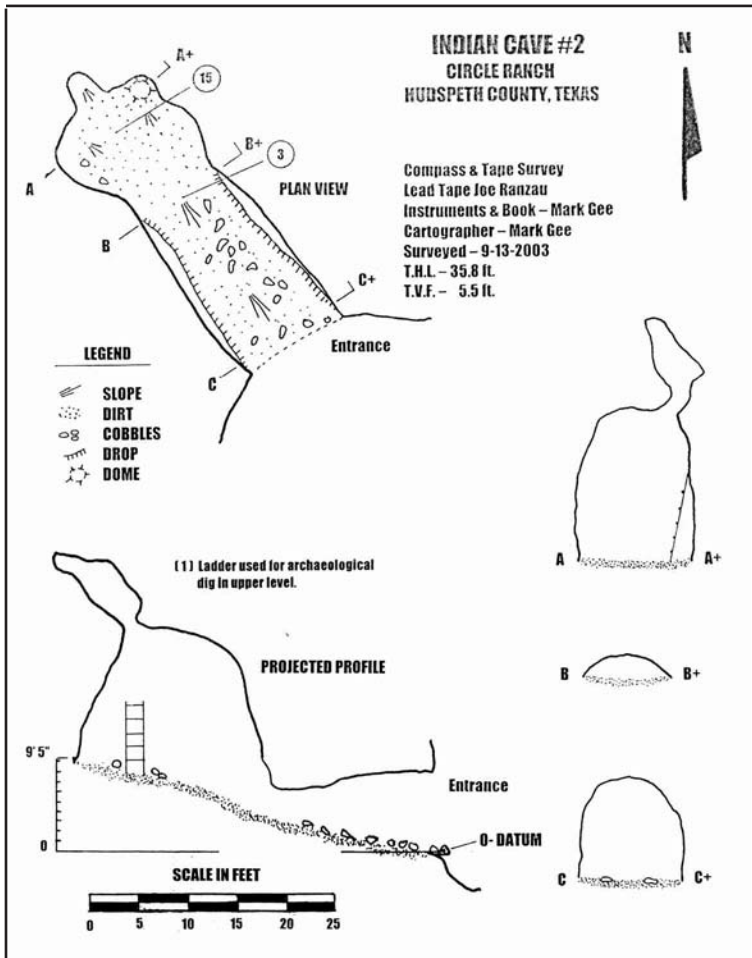 INDIAN CAVE #2
CIRCLE RANCH
HUDSPETH COUNTY, TEXAS
N
Compass & Tape Survey
Lead Tape Joe Ranzau
Instruments & Book – Mark Gee
Cartographer – Mark Gee
Surveyed – 9-13-2003
T.H.L. – 35.8 ft.
T.V.F. – 5.5 ft.
A+
15
B+
3
PLAN VIEW
A
B
C+
Entrance
C
LEGEND
SLOPE
DIRT
COBBLES
DROP
DOME
A
A+
(1) Ladder used for archaeological
dig in upper level.
PROJECTED PROFILE
B
B+
9' 5"
Entrance
0
0- DATUM
C
C+
SCALE IN FEET
0 5 10 15 20 25